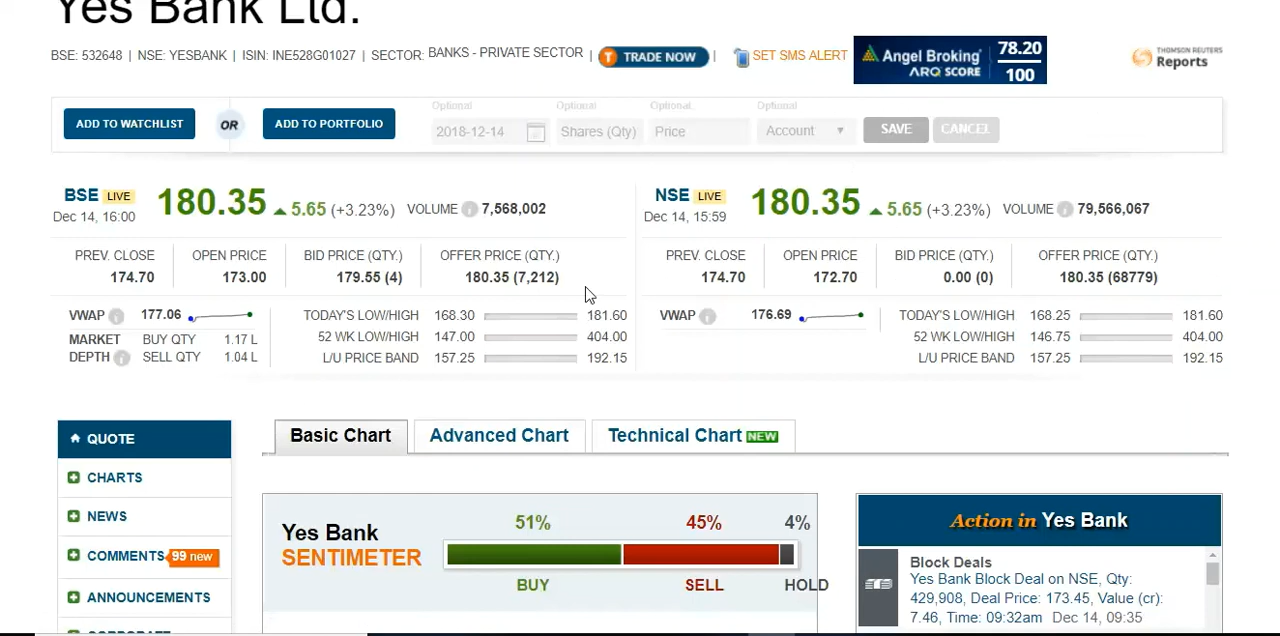 Yes Bank Ltd.
BSE: 532648 | NSE: YESBANK | ISIN: INE528G01027 | SECTOR: BANKS - PRIVATE SECTOR | T TRADE NOW | SET SMS ALERT
Angel Broking
ARQ SCORE
78.20
100
THOMSON REUTERS
Reports
ADD TO WATCHLIST OR ADD TO PORTFOLIO
Optional Optional Optional Optional
2018-12-14 Shares (Qty) Price Account SAVE CANCEL
BSE LIVE 180.35 5.65 (+3.23%) VOLUME i 7,568,002
Dec 14, 16:00
PREV. CLOSE OPEN PRICE BID PRICE (QTY.) OFFER PRICE (QTY.)
174.70 173.00 179.55 (4) 180.35 (7,212)
VWAP i 177.06
MARKET BUY QTY 1.17 L
DEPTH i SELL QTY 1.04 L
TODAY'S LOW/HIGH 168.30 181.60
52 WK LOW/HIGH 147.00 404.00
L/U PRICE BAND 157.25 192.15
NSE LIVE 180.35 5.65 (+3.23%) VOLUME i 79,566,067
Dec 14, 15:59
PREV. CLOSE OPEN PRICE BID PRICE (QTY.) OFFER PRICE (QTY.)
174.70 172.70 0.00 (0) 180.35 (68779)
VWAP i 176.69
TODAY'S LOW/HIGH 168.25 181.60
52 WK LOW/HIGH 146.75 404.00
L/U PRICE BAND 157.25 192.15
QUOTE
CHARTS
NEWS
COMMENTS 99 new
ANNOUNCEMENTS
CORPORATE
Basic Chart Advanced Chart Technical Chart NEW
Yes Bank
SENTIMETER
51% 45% 4%
BUY SELL HOLD
Action in Yes Bank
Block Deals
Yes Bank Block Deal on NSE, Qty:
429,908, Deal Price: 173.45, Value (cr):
7.46, Time: 09:32am Dec 14, 09:35